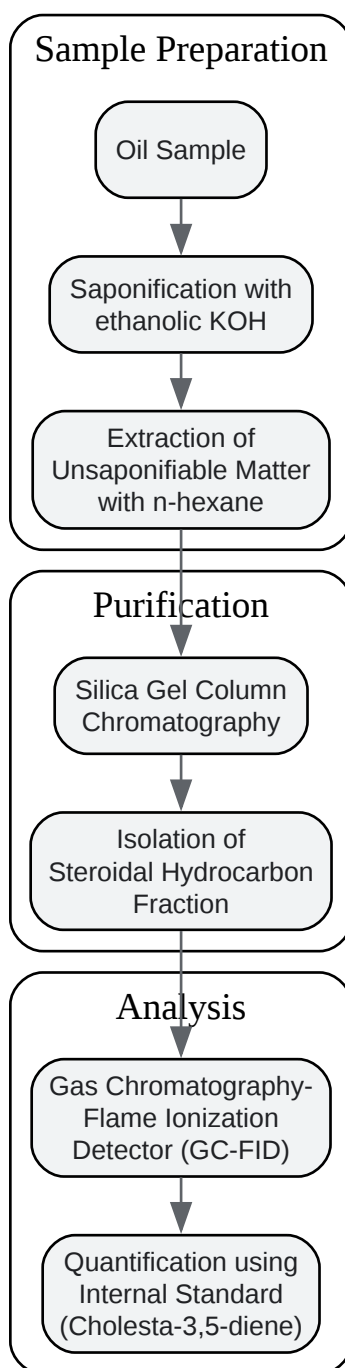 Sample Preparation
Oil Sample
Saponification with
ethanolic KOH
Extraction of
Unsaponifiable Matter
with n-hexane
Purification
Silica Gel Column
Chromatography
Isolation of
Steroidal Hydrocarbon
Fraction
Analysis
Gas Chromatography-
Flame Ionization
Detector (GC-FID)
Quantification using
Internal Standard
(Cholesta-3,5-diene)